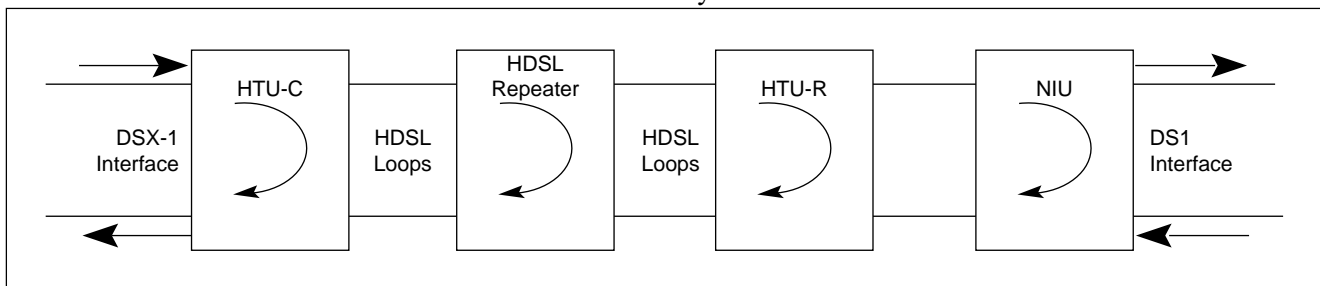 HTU-C
HDSL
Repeater
HTU-R
NIU
DSX-1
Interface
HDSL
Loops
HDSL
Loops
DS1
Interface